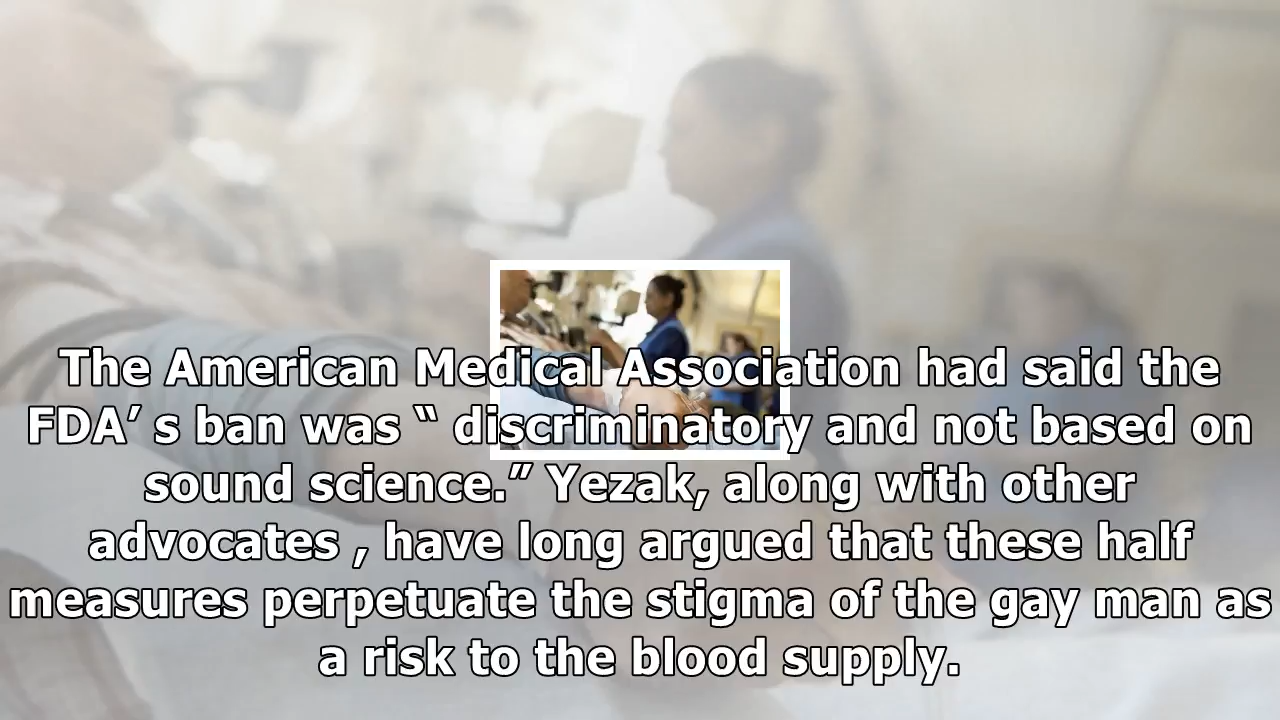 The American Medical Association had said the
FDA’ s ban was “ discriminatory and not based on
sound science.” Yezak, along with other
advocates , have long argued that these half
measures perpetuate the stigma of the gay man as
a risk to the blood supply.